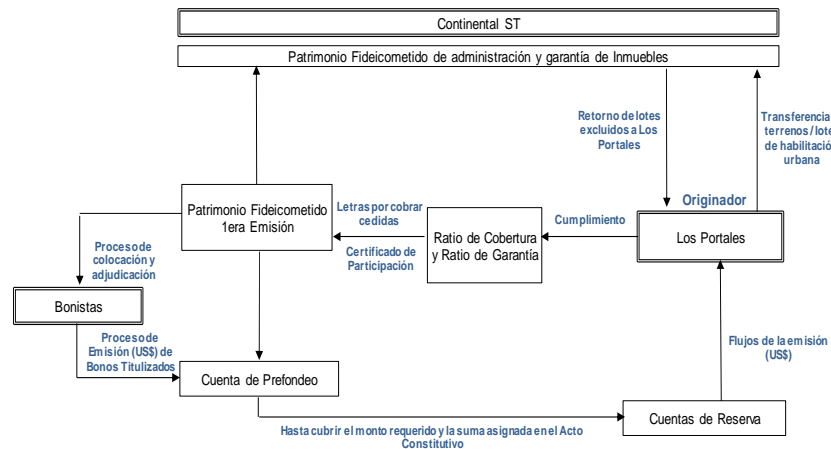 Continental ST
Patrimonio Fideicometido de administración y garantía de Inmuebles
Retorno de lotes
excluidos a Los
Portales
Transferencia
terrenos / lote
de habilitació
urbana
Originador
Patrimonio Fideicometido
1era Emisión
Letras por cobrar
cedidas
Certificado de
Participación
Ratio de Cobertura
y Ratio de Garantía
Cumplimiento
Los Portales
Proceso de
colocación y
adjudicación
Bonistas
Proceso de
Emisión (US$) de
Bonos Titulizados
Cuenta de Prefondeo
Flujos de la emisión
(US$)
Cuentas de Reserva
Hasta cubrir el monto requerido y la suma asignada en el Acto
Constitutivo